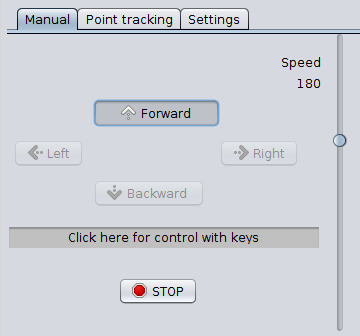 Manual Point tracking Settings
Speed
180
Forward
Left Right
Backward
Click here for control with keys
STOP